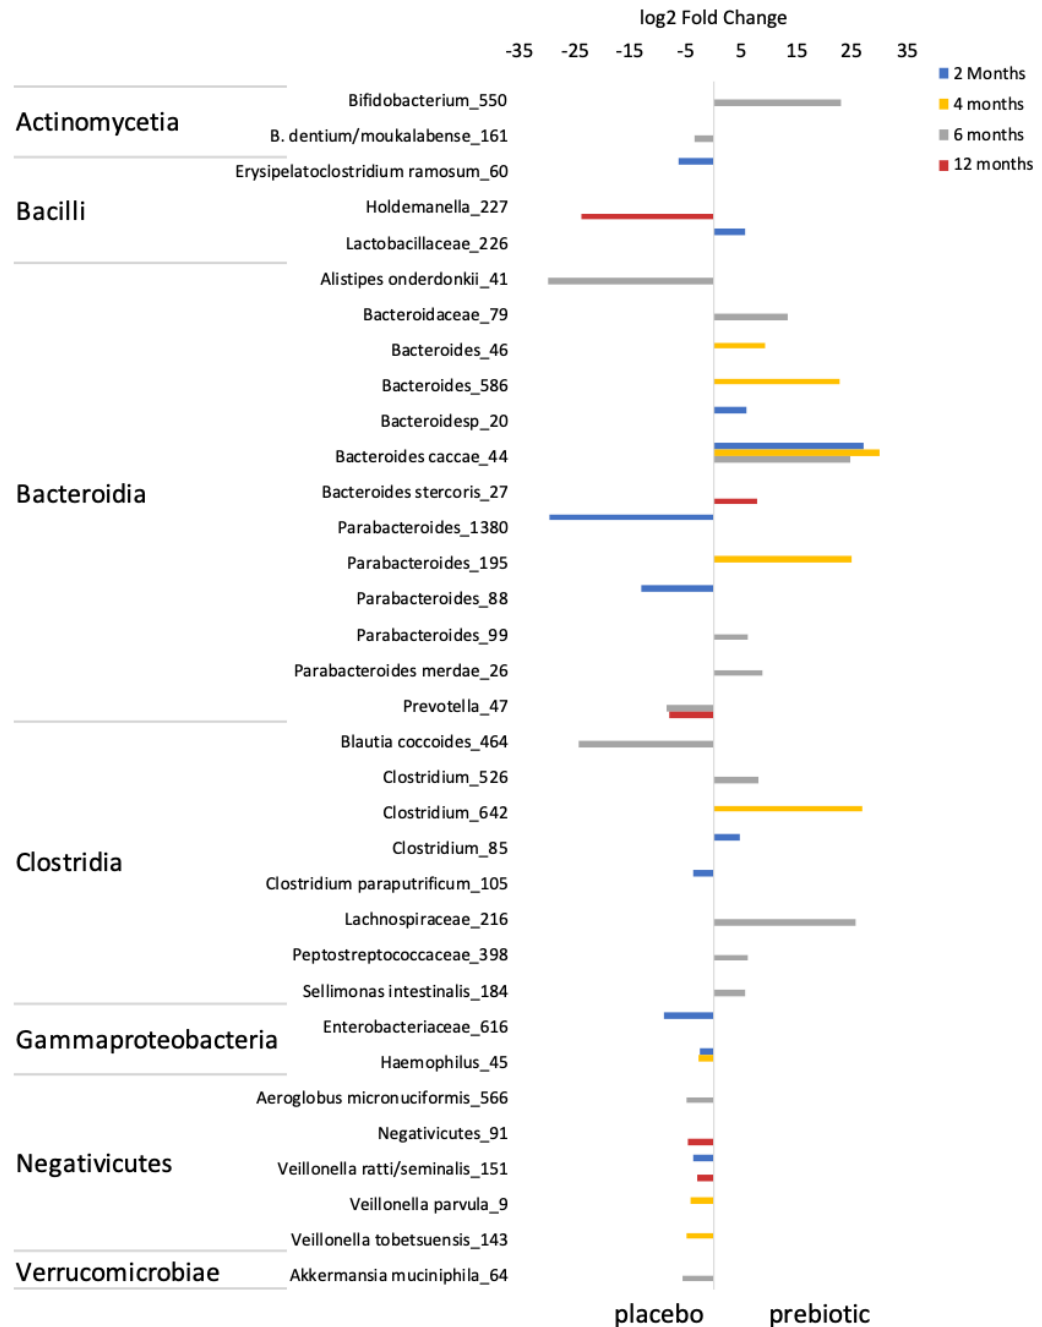 log2 Fold Change
-35 -25 -15 -5 5 15 25 35
2 Months
4 months
6 months
12 months
Actinomycetia
Bifidobacterium_550
B. dentium/moukalabense_161
Bacilli
Erysipelatoclostridium ramosum_60
Holdemanella_227
Lactobacillaceae_226
Bacteroidia
Alistipes onderdonkii_41
Bacteroidaceae_79
Bacteroides_46
Bacteroides_586
Bacteroidesp_20
Bacteroides caccae_44
Bacteroides stercoris_27
Parabacteroides_1380
Parabacteroides_195
Parabacteroides_88
Parabacteroides_99
Parabacteroides merdae_26
Prevotella_47
Clostridia
Blautia coccoides_464
Clostridium_526
Clostridium_642
Clostridium_85
Clostridium paraputrificum_105
Lachnospiraceae_216
Peptostreptococcaceae_398
Sellimonas intestinalis_184
Gammaproteobacteria
Enterobacteriaceae_616
Haemophilus_45
Negativicutes
Aeroglobus micronuciformis_566
Negativicutes_91
Veillonella ratti/seminalis_151
Veillonella parvula_9
Veillonella tobetsuensis_143
Verrucomicrobiae
Akkermansia muciniphila_64
placebo prebiotic